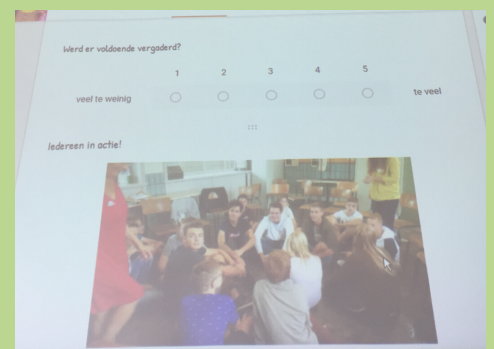 Werd er voldoende vergaderd?
1 2 3 4 5
veel te weinig te veel
Iedereen in actie!